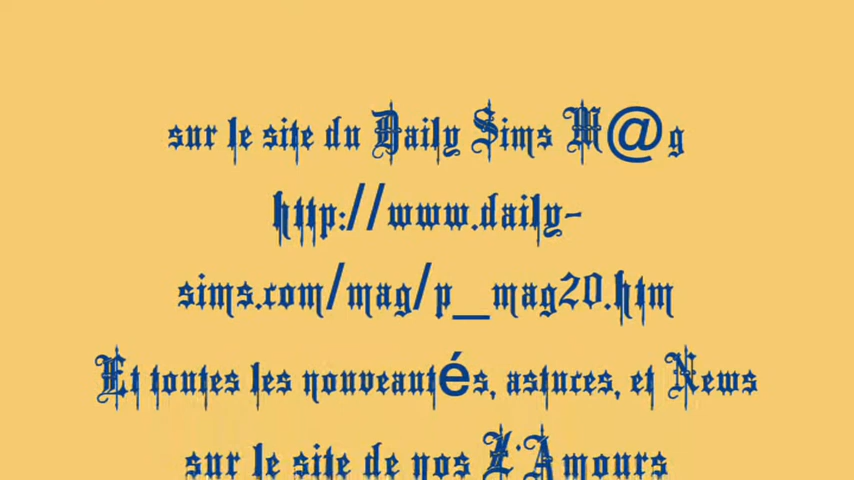 sur le site du Daily Sims M@g
http://www.daily-
sims.com/mag/p_mag20.htm
Et toutes les nouveautés, astuces, et News
sur le site de nos L'Amours